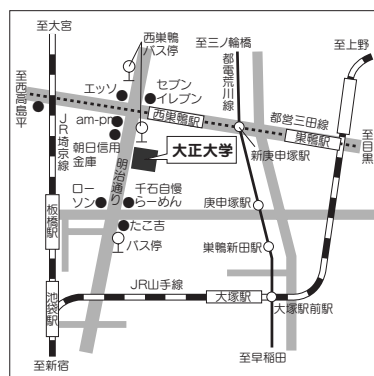 至大宮
西巣鴨
バス停
至三ノ輪橋
至上野
至西高島平
エッソ
セブン
イレブン
都電荒川線
am-pm
西巣鴨駅
都営三田線
巣鴨駅
至目黒
JR埼京線
朝日信用
金庫
明治通り
大正大学
新庚申塚駅
ロー
ソン
千石自慢
らーめん
庚申塚駅
板橋駅
たこ吉
バス停
巣鴨新田駅
JR山手線
大塚駅
大塚駅前駅
池袋駅
至新宿
至早稲田